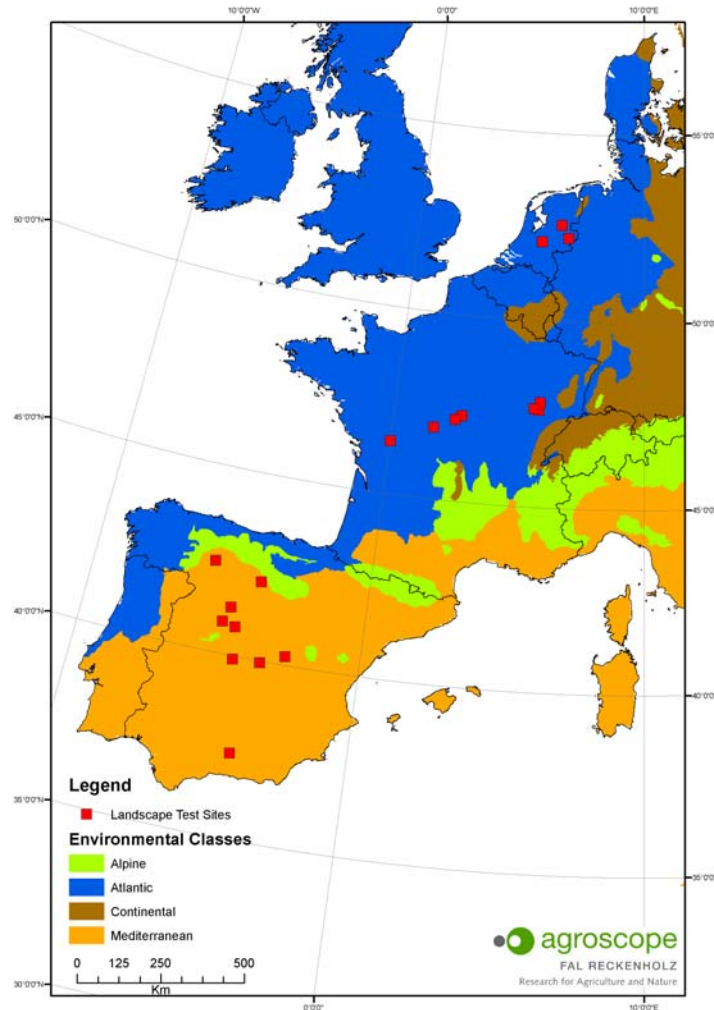 10°0'0"W
0°0'0"
10°0'0"E
55°0'0"
50°0'0"N
50°0'0"
45°0'0"N
45°0'0"
40°0'0"N
40°0'0"
35°0'0"N
35°0'0"
30°0'0"N
0°0'0"
10°0'0"E
Legend
Landscape Test Sites
Environmental Classes
Alpine
Atlantic
Continental
Mediterranean
0 125 250 500
Km
agroscope
FAL RECKENHOLZ
Research for Agriculture and Nature